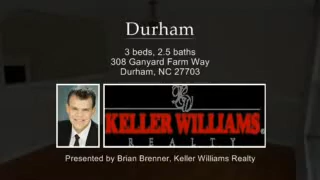 Durham
3 beds, 2.5 baths
308 Ganyard Farm Way
Durham, NC 27703
KW
KELLER WILLIAMS®
REALTY
Presented by Brian Brenner, Keller Williams Realty